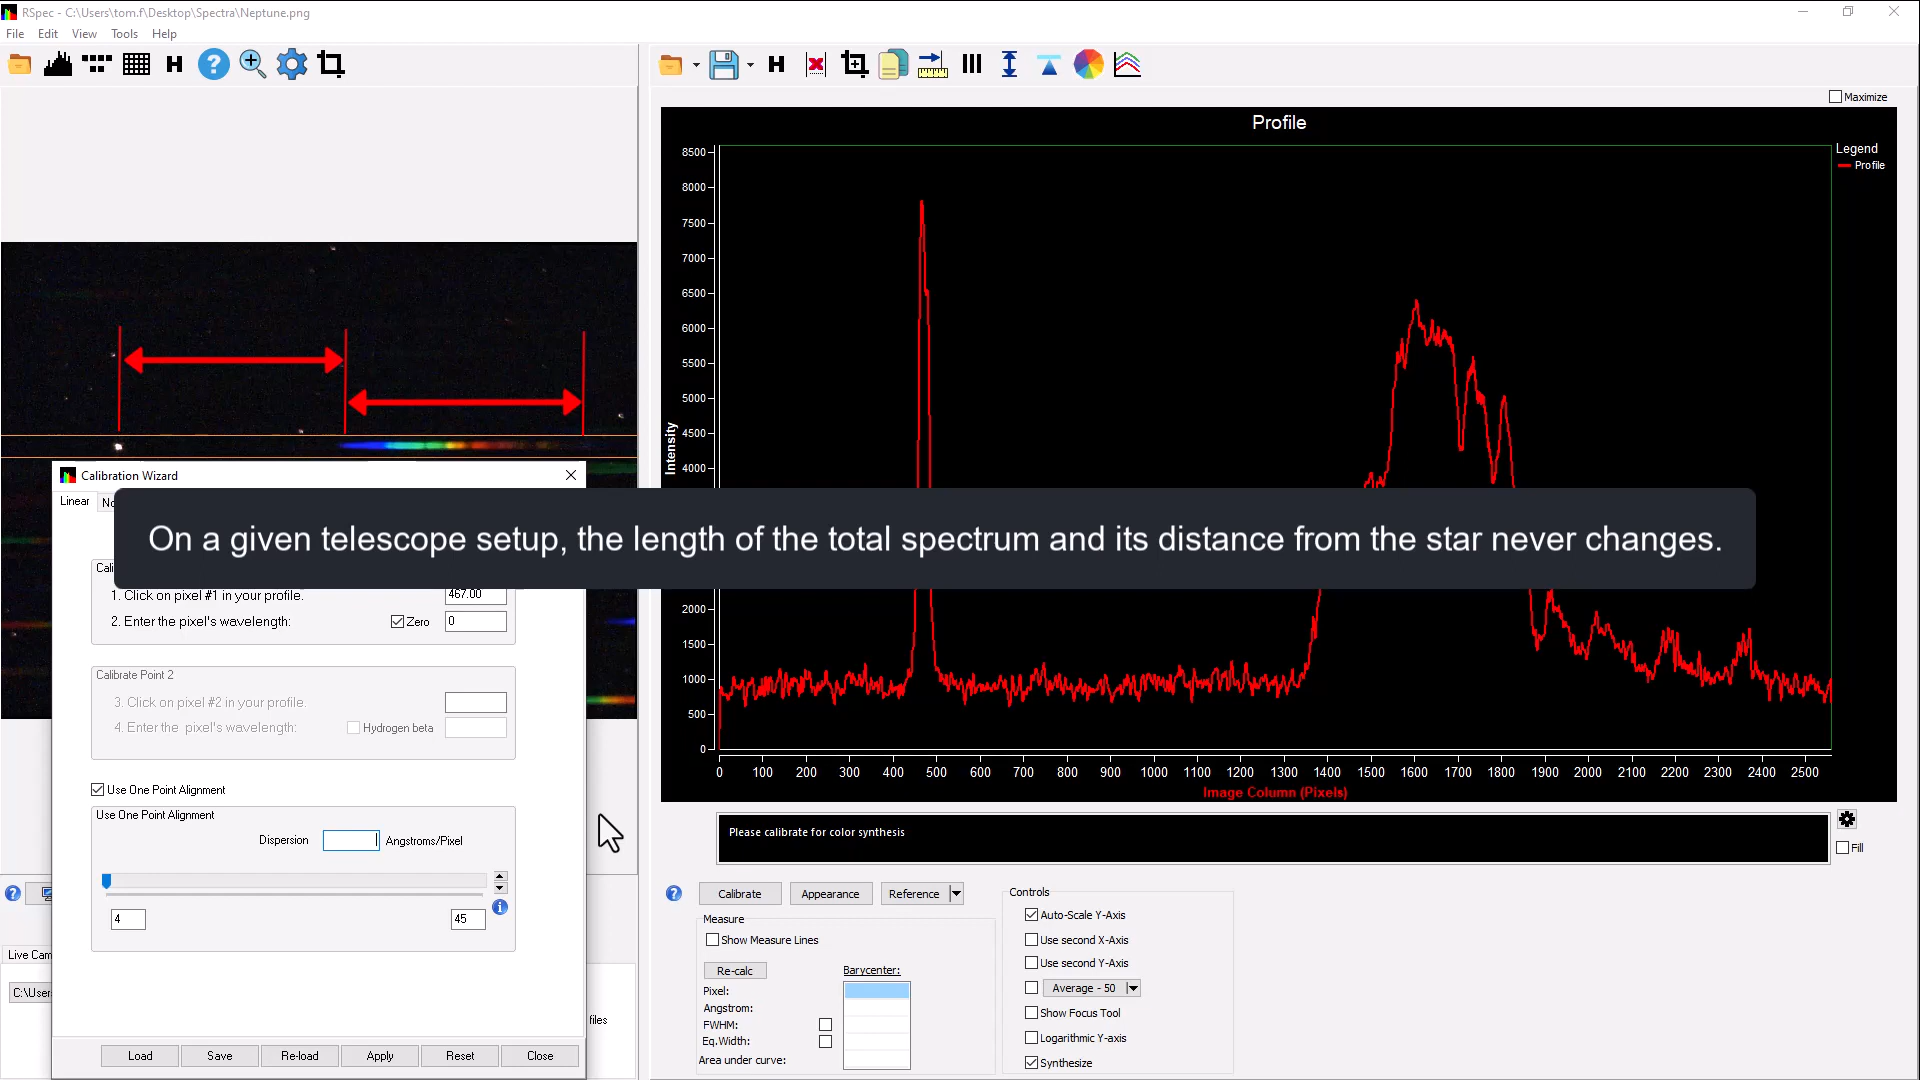 RSpec - C:\Users\tom.f\Desktop\Spectra\Neptune.png
File Edit View Tools Help
Maximize
Profile
Legend
Profile
8500
8000
7500
7000
6500
6000
5500
5000
4500
4000
2000
1500
1000
500
0
Intensity
0 100 200 300 400 500 600 700 800 900 1000 1100 1200 1300 1400 1500 1600 1700 1800 1900 2000 2100 2200 2300 2400 2500
Image Column (Pixels)
Calibration Wizard
Linear
On a given telescope setup, the length of the total spectrum and its distance from the star never changes.
1. Click on pixel #1 in your profile. 467.00
2. Enter the pixel's wavelength: Zero 0
Calibrate Point 2
3. Click on pixel #2 in your profile.
4. Enter the pixel's wavelength: Hydrogen beta
Use One Point Alignment
Use One Point Alignment
Dispersion Angstroms/Pixel
4 45
Live Cam
C:\User
files
Load Save Re-load Apply Reset Close
Please calibrate for color synthesis
Fill
Calibrate Appearance Reference
Measure
Show Measure Lines
Re-calc Barycenter:
Pixel:
Angstrom:
FWHM:
Eq.Width:
Area under curve:
Controls
Auto-Scale Y-Axis
Use second X-Axis
Use second Y-Axis
Average - 50
Show Focus Tool
Logarithmic Y-axis
Synthesize